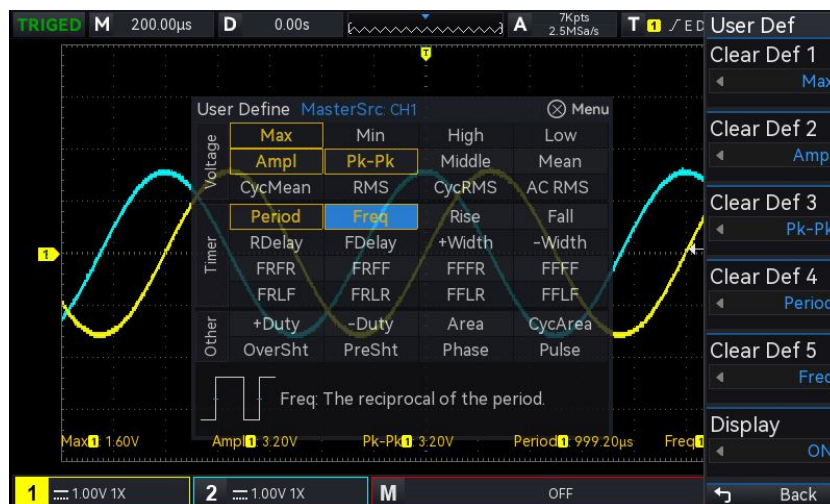 TRIGED M 200.00μs D 0.00s A 7Kpts 2.5MSa/s T 1 ED User Def
T
User Define MasterSrc: CH1 Menu
Voltage
Max Min High Low
Ampl Pk-Pk Middle Mean
CycMean RMS CycRMS AC RMS
Timer
Period Freq Rise Fall
RDelay FDelay +Width -Width
FRFR FRFF FFFR FFFF
FRLF FRLR FFLR FFLF
Other
+Duty -Duty Area CycArea
OverSht PreSht Phase Pulse
Freq: The reciprocal of the period.
1
Max 1: 1.60V Ampl 1: 3.20V Pk-Pk 1: 3.20V Period 1: 999.20μs Freq 1
Clear Def 1
Max
Clear Def 2
Ampl
Clear Def 3
Pk-Pk
Clear Def 4
Period
Clear Def 5
Freq
Display
ON
1 1.00V 1X 2 1.00V 1X M OFF Back